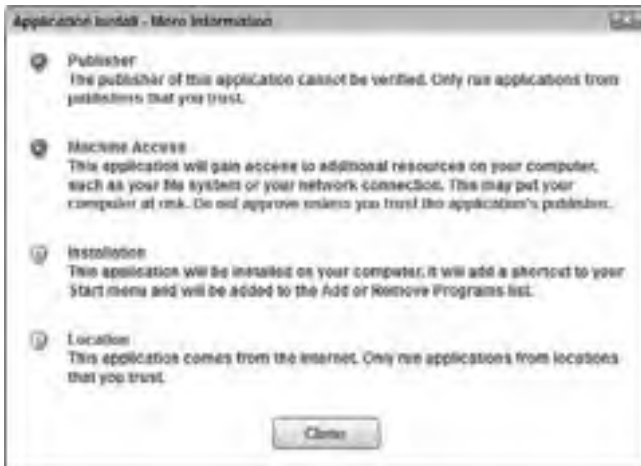 Application Install - More Information
Publisher
The publisher of this application cannot be verified. Only run applications from
publishers that you trust.
Machine Access
This application will gain access to additional resources on your computer,
such as your file system or your network connection. This may put your
computer at risk. Do not approve unless you trust the application's publisher.
Installation
This application will be installed on your computer. It will add a shortcut to your
Start menu and will be added to the Add or Remove Programs list.
Location
This application comes from the Internet. Only run applications from locations
that you trust.
Close